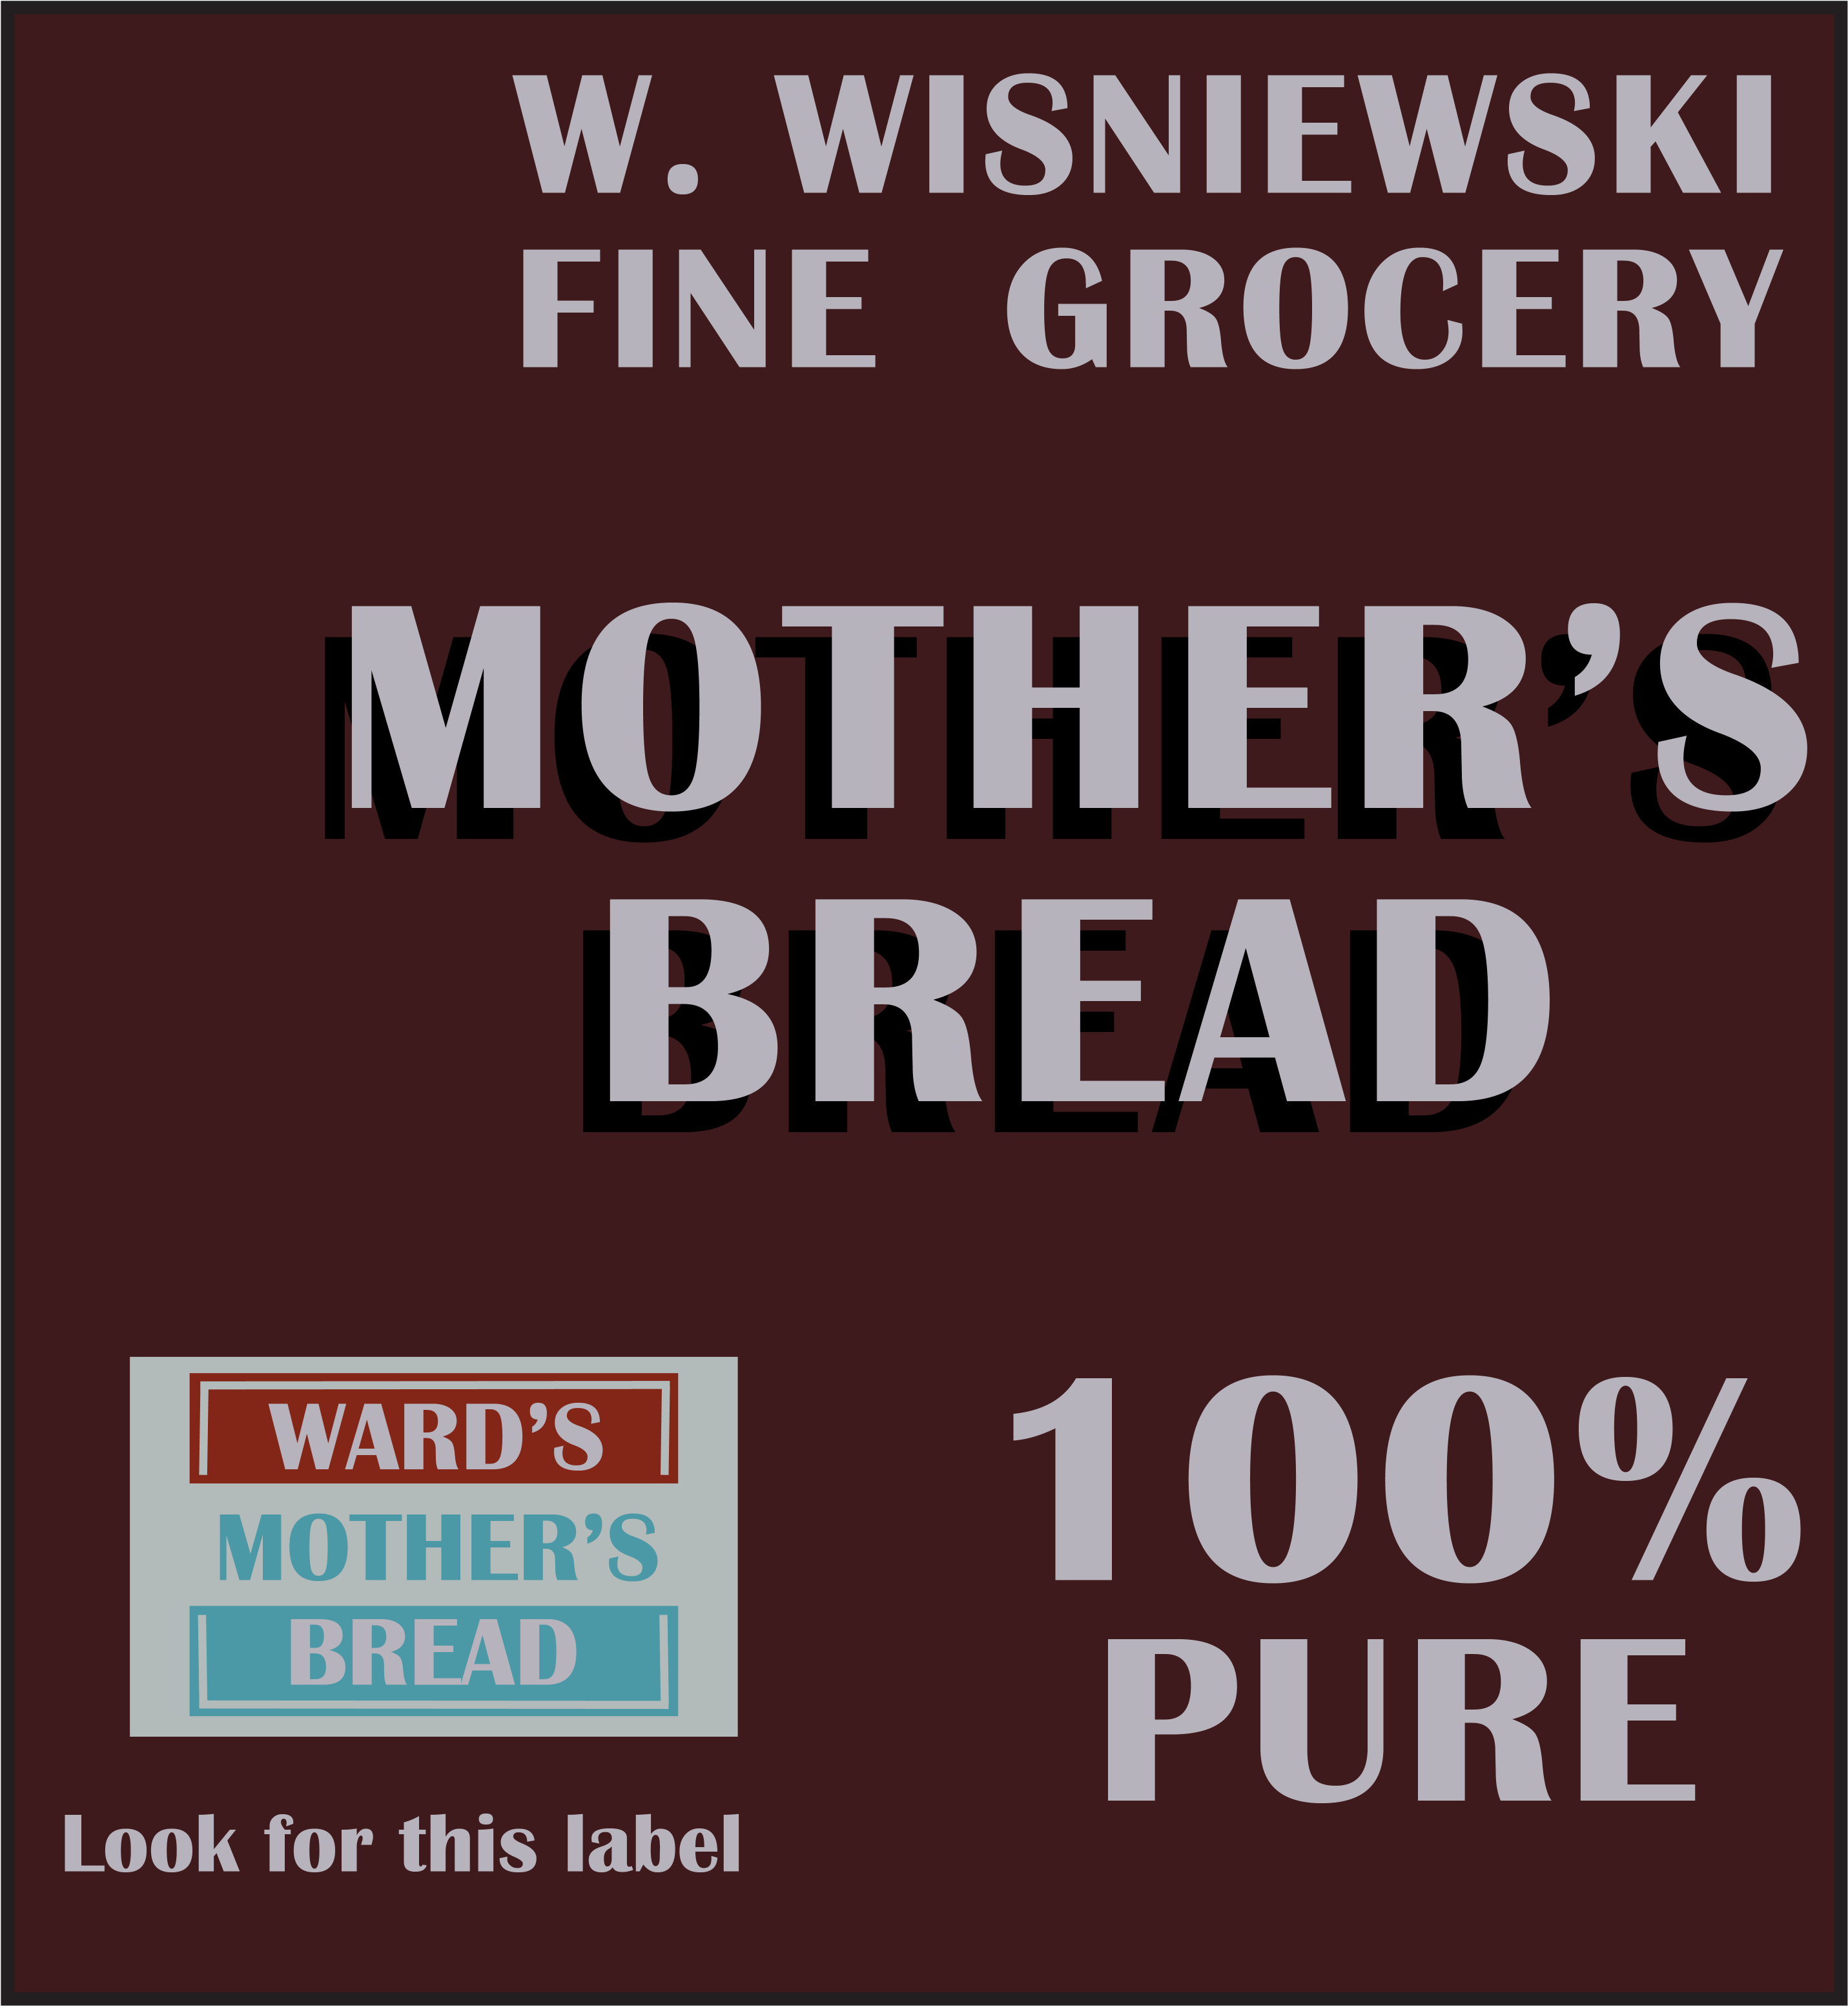 W. WISNIEWSKI
FINE GROCERY
MOTHER’S
BREAD
WARD’S
MOTHER’S
BREAD
Look for this label
100%
PURE